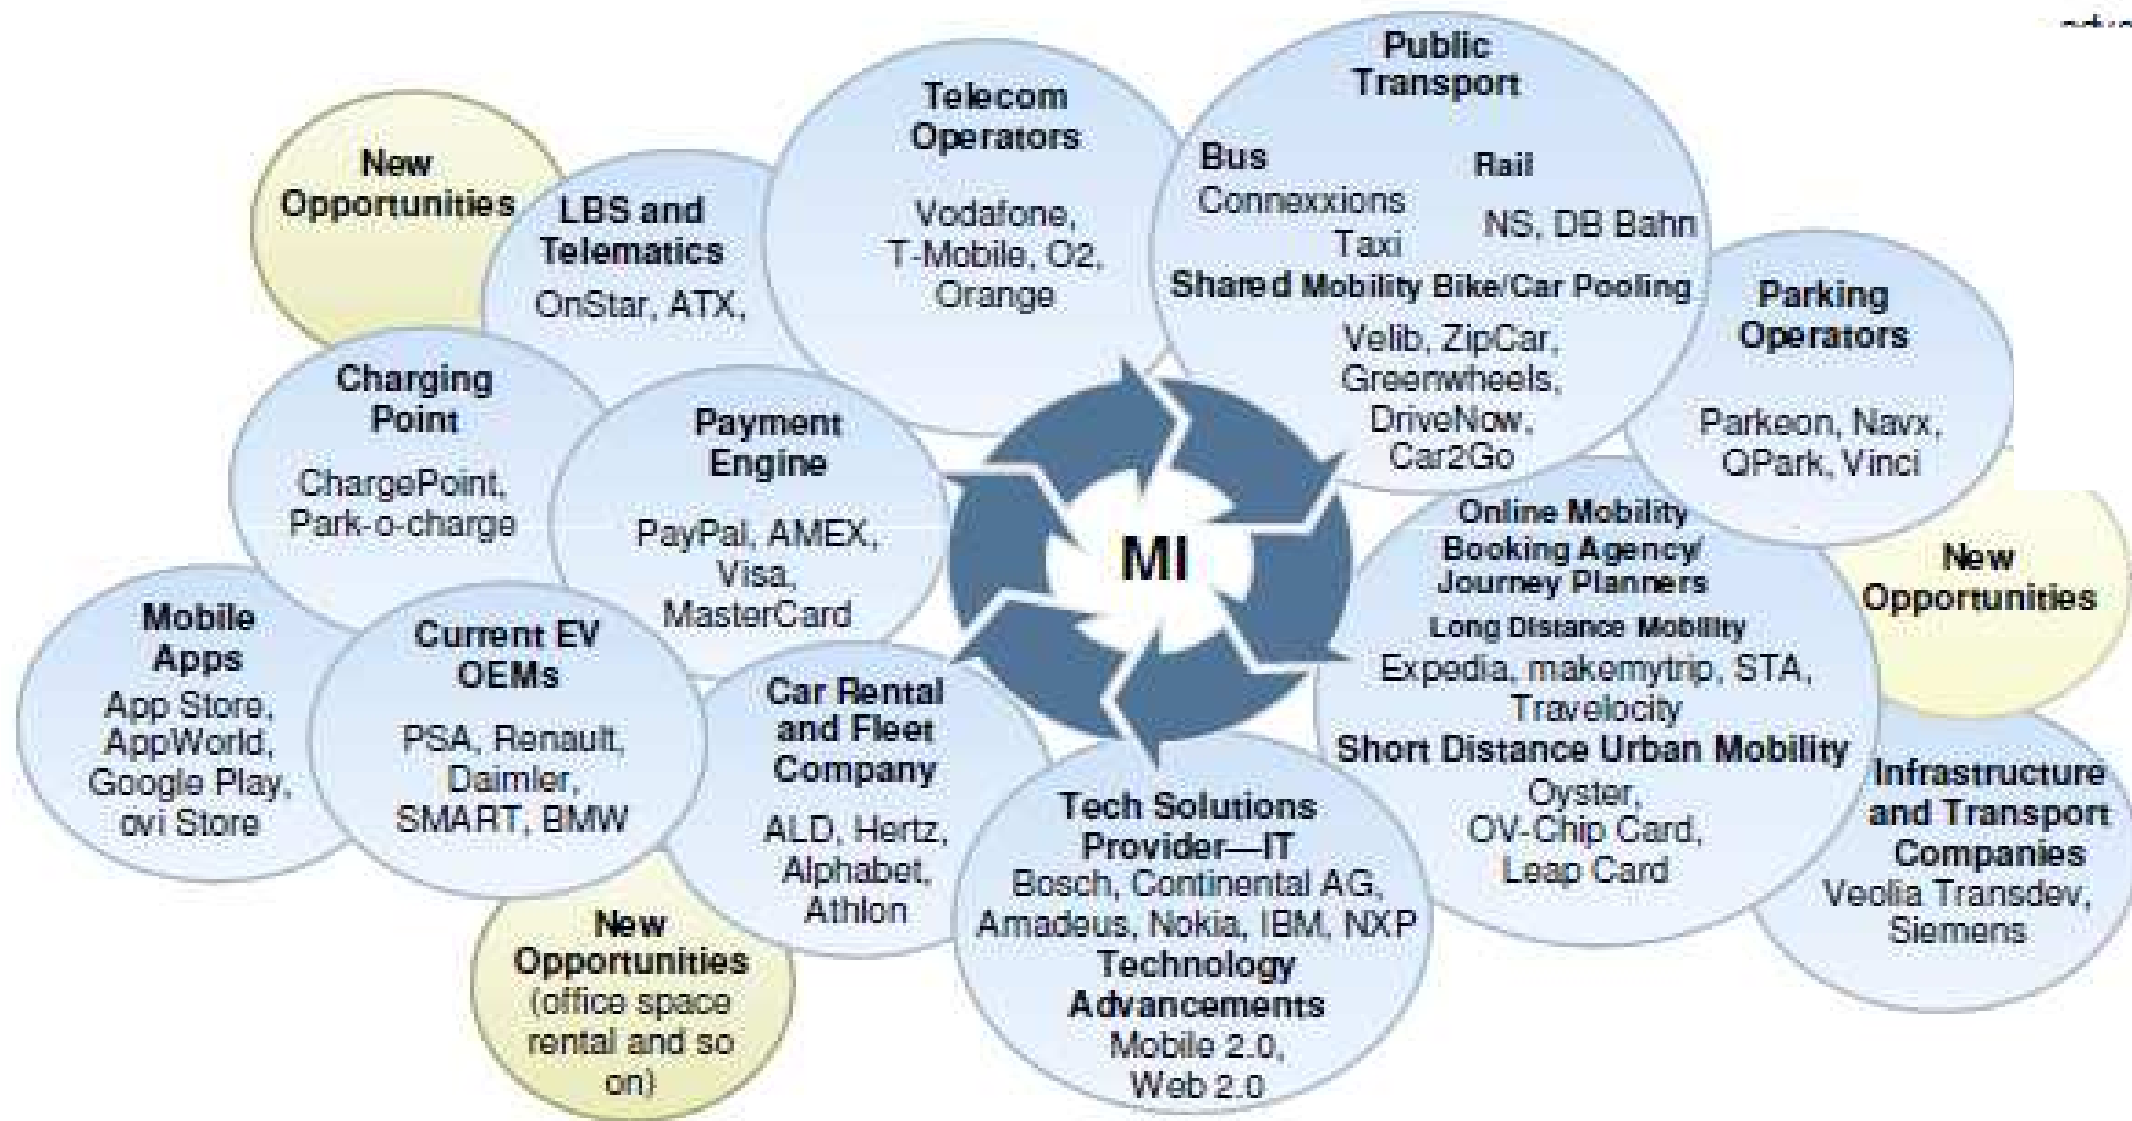 New
Opportunities
LBS and
Telematics
OnStar, ATX,
Telecom
Operators
Vodafone,
T-Mobile, O2,
Orange
Public
Transport
Bus
Connexxions
Taxi
Rail
NS, DB Bahn
Shared Mobility Bike/Car Pooling
Velib, ZipCar,
Greenwheels,
DriveNow,
Car2Go
Parking
Operators
Parkeon, Navx,
QPark, Vinci
Charging
Point
ChargePoint,
Park-o-charge
Payment
Engine
PayPal, AMEX,
Visa,
MasterCard
MI
Online Mobility
Booking Agency/
Journey Planners
Long Distance Mobility
Expedia, makemytrip, STA,
Travelocity
Short Distance Urban Mobility
Oyster,
OV-Chip Card,
Leap Card
New
Opportunities
Mobile
Apps
App Store,
AppWorld,
Google Play,
ovi Store
Current EV
OEMs
PSA, Renault,
Daimler,
SMART, BMW
Car Rental
and Fleet
Company
ALD, Hertz,
Alphabet,
Athlon
Tech Solutions
Provider—IT
Bosch, Continental AG,
Amadeus, Nokia, IBM, NXP
Technology
Advancements
Mobile 2.0,
Web 2.0
Infrastructure
and Transport
Companies
Veolia Transdev,
Siemens
New
Opportunities
(office space
rental and so
on)